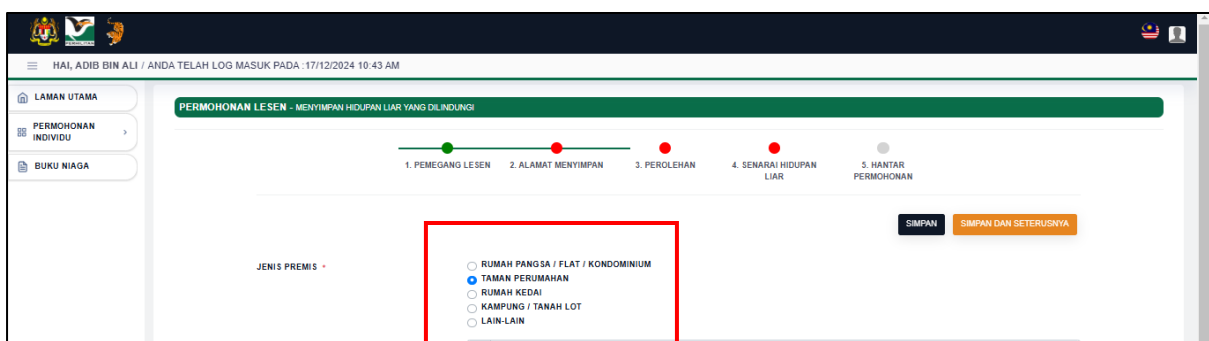 PERHILITAN
HAI, ADIB BIN ALI / ANDA TELAH LOG MASUK PADA :17/12/2024 10:43 AM
LAMAN UTAMA
PERMOHONAN
INDIVIDU
BUKU NIAGA
PERMOHONAN LESEN - MENYIMPAN HIDUPAN LIAR YANG DILINDUNGI
1. PEMEGANG LESEN
2. ALAMAT MENYIMPAN
3. PEROLEHAN
4. SENARAI HIDUPAN
LIAR
5. HANTAR
PERMOHONAN
SIMPAN
SIMPAN DAN SETERUSNYA
JENIS PREMIS *
RUMAH PANGSA / FLAT / KONDOMINIUM
TAMAN PERUMAHAN
RUMAH KEDAI
KAMPUNG / TANAH LOT
LAIN-LAIN